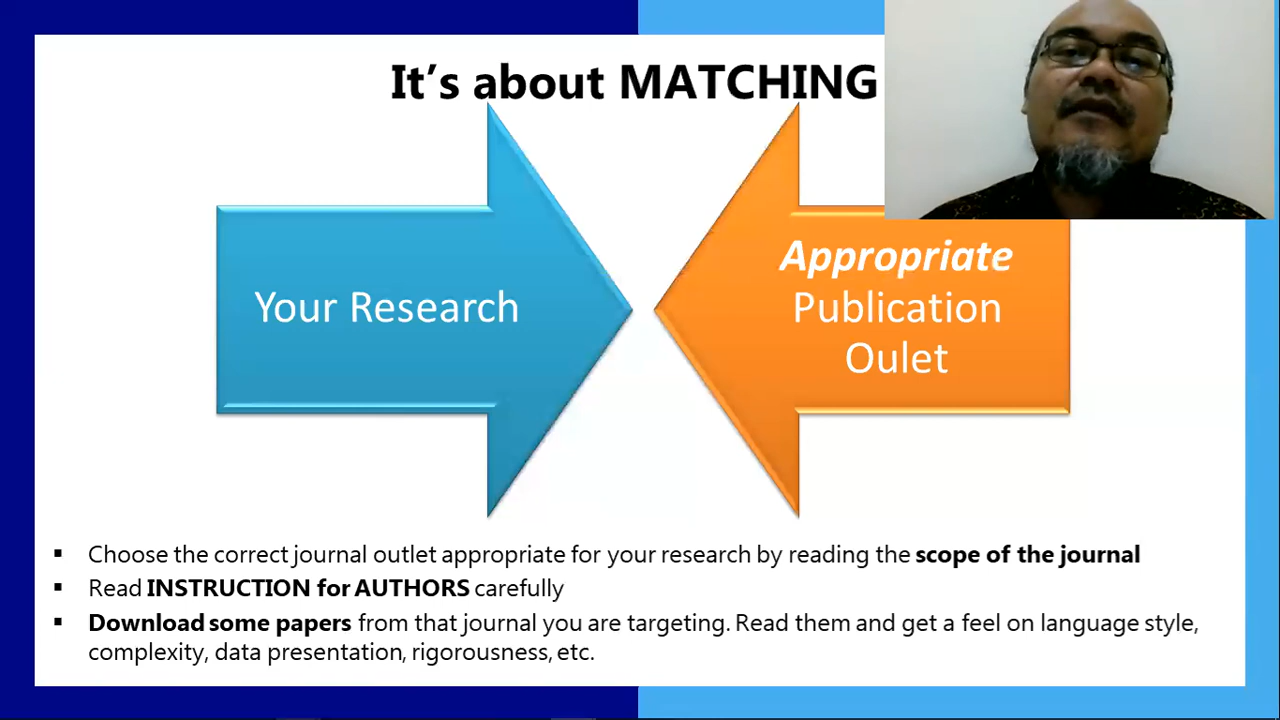 It's about MATCHING
Your Research
Appropriate
Publication
Oulet
▪ Choose the correct journal outlet appropriate for your research by reading the scope of the journal
▪ Read INSTRUCTION for AUTHORS carefully
▪ Download some papers from that journal you are targeting. Read them and get a feel on language style,
complexity, data presentation, rigorousness, etc.